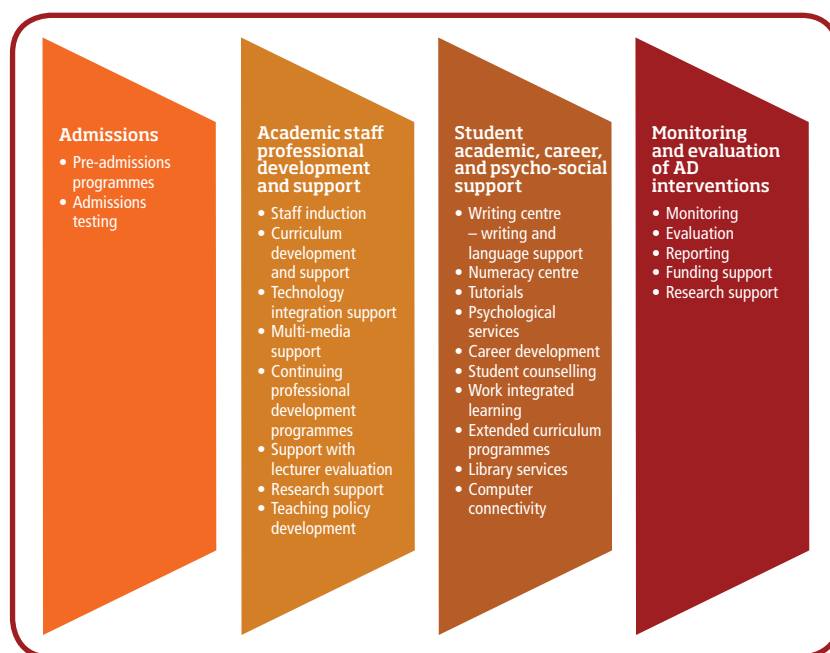 Admissions
• Pre-admissions
programmes
• Admissions
testing
Academic staff
professional
development
and support
• Staff induction
• Curriculum
development
and support
• Technology
integration support
• Multi-media
support
• Continuing
professional
development
programmes
• Support with
lecturer evaluation
• Research support
• Teaching policy
development
Student
academic, career,
and psycho-social
support
• Writing centre
– writing and
language support
• Numeracy centre
• Tutorials
• Psychological
services
• Career development
• Student counselling
• Work integrated
learning
• Extended curriculum
programmes
• Library services
• Computer
connectivity
Monitoring
and evaluation
of AD
interventions
• Monitoring
• Evaluation
• Reporting
• Funding support
• Research support